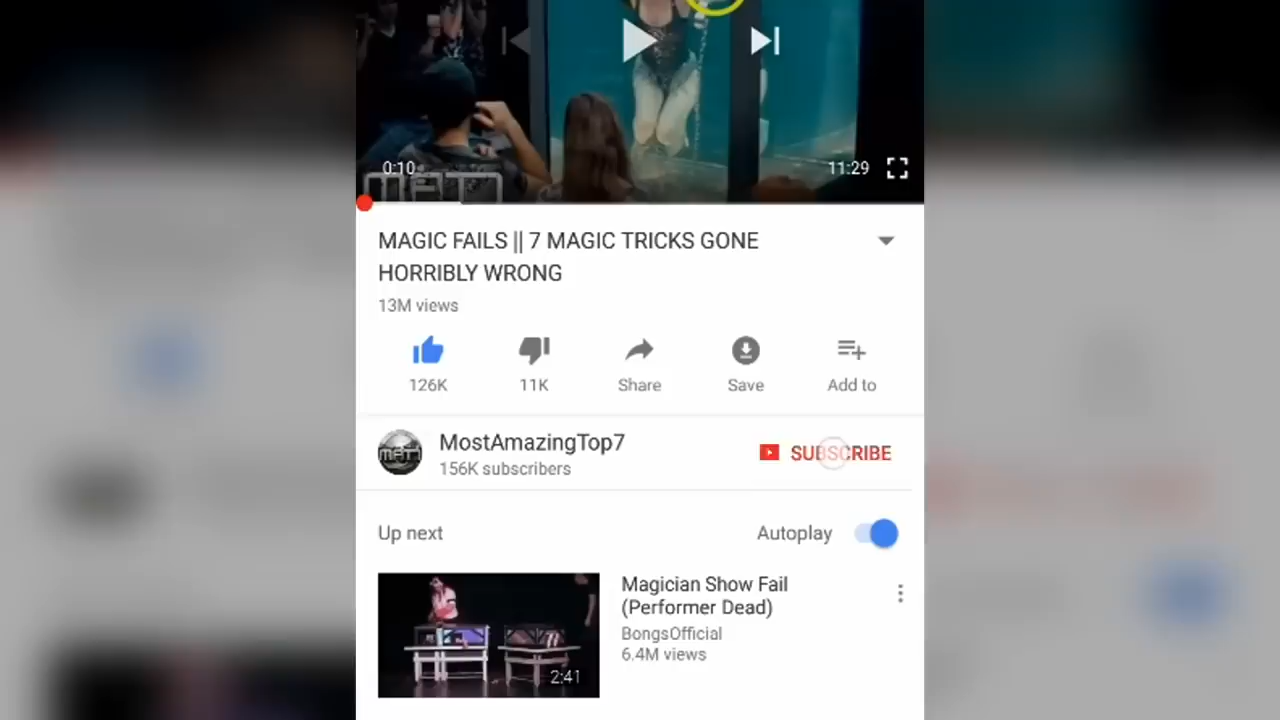 0:10
11:29
MAT7
MAGIC FAILS || 7 MAGIC TRICKS GONE
HORRIBLY WRONG
13M views
126K
11K
Share
Save
Add to
MAT7
MostAmazingTop7
156K subscribers
SUBSCRIBE
Up next
Autoplay
Magician Show Fail
(Performer Dead)
BongsOfficial
6.4M views
2:41